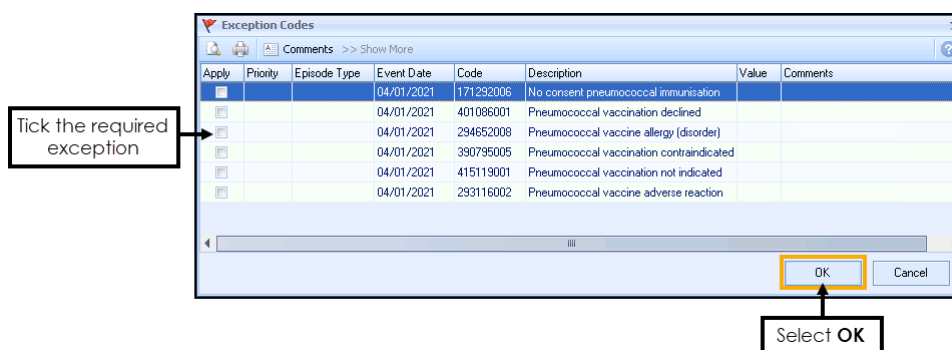 Exception Codes
Comments >> Show More
Apply Priority Episode Type Event Date Code Description Value Comments
04/01/2021 171292006 No consent pneumococcal immunisation
04/01/2021 401086001 Pneumococcal vaccination declined
Tick the required
exception
04/01/2021 294652008 Pneumococcal vaccine allergy (disorder)
04/01/2021 390795005 Pneumococcal vaccination contraindicated
04/01/2021 415119001 Pneumococcal vaccination not indicated
04/01/2021 293116002 Pneumococcal vaccine adverse reaction
OK Cancel
Select OK